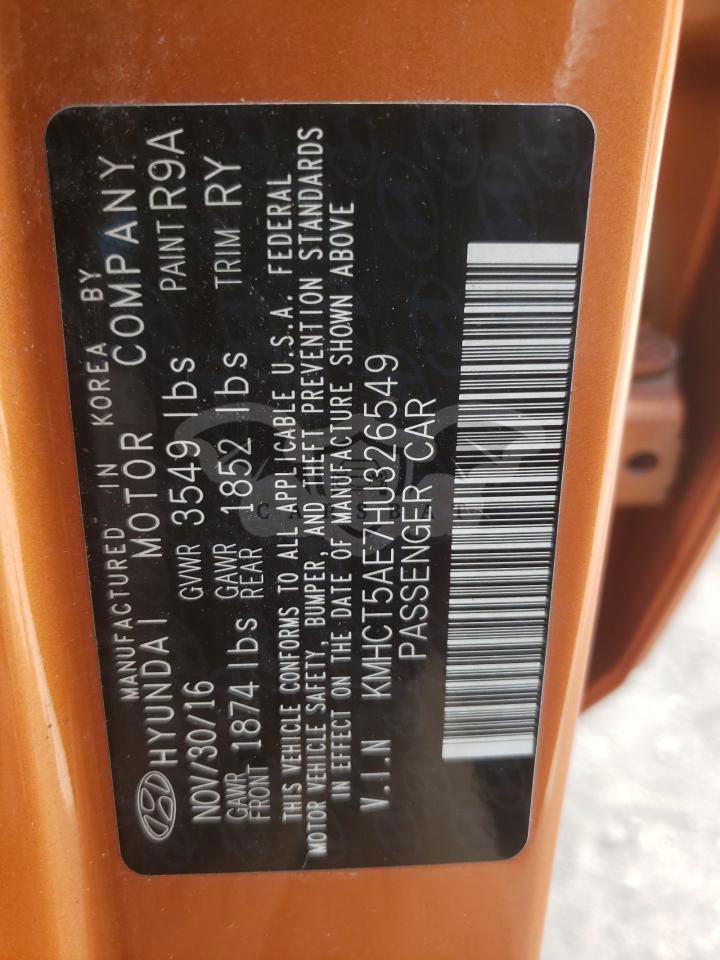 MANUFACTURED IN KOREA BY
HYUNDAI MOTOR COMPANY
NOV/30/16 GVWR 3549 lbs PAINT R9A
GAWR FRONT 1874 lbs GAWR REAR 1852 lbs TRIM RY
THIS VEHICLE CONFORMS TO ALL APPLICABLE U.S.A. FEDERAL
MOTOR VEHICLE SAFETY, BUMPER, AND THEFT PREVENTION STANDARDS
IN EFFECT ON THE DATE OF MANUFACTURE SHOWN ABOVE
V.I.N KMHCT5AE7HU326549
PASSENGER CAR